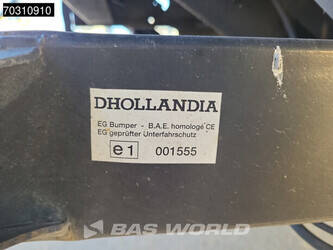 70310910
DHOLLANDIA
EG Bumper - B.A.E. homologé CE
EG geprüfter Unterfahrschutz
e1 001555
BAS WORLD